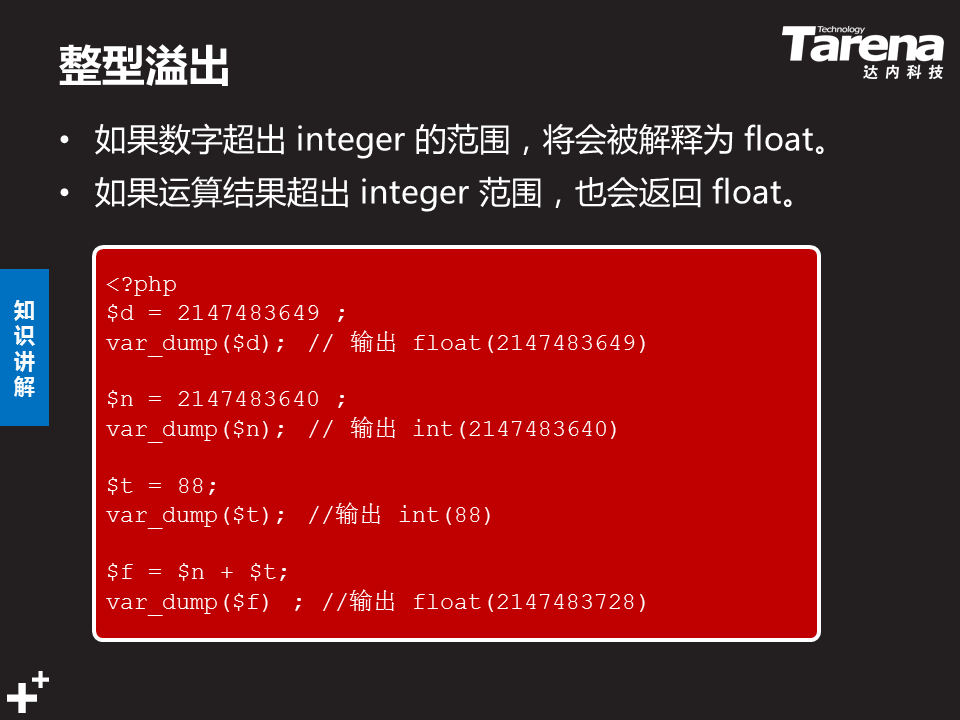 整型溢出
Technology
Tarena
达内科技
• 如果数字超出 integer 的范围，将会被解释为 float。
• 如果运算结果超出 integer 范围，也会返回 float。
知
识
讲
解
<?php
$d = 2147483649 ;
var_dump($d); // 输出 float(2147483649)
$n = 2147483640 ;
var_dump($n); // 输出 int(2147483640)
$t = 88;
var_dump($t); //输出 int(88)
$f = $n + $t;
var_dump($f) ; //输出 float(2147483728)